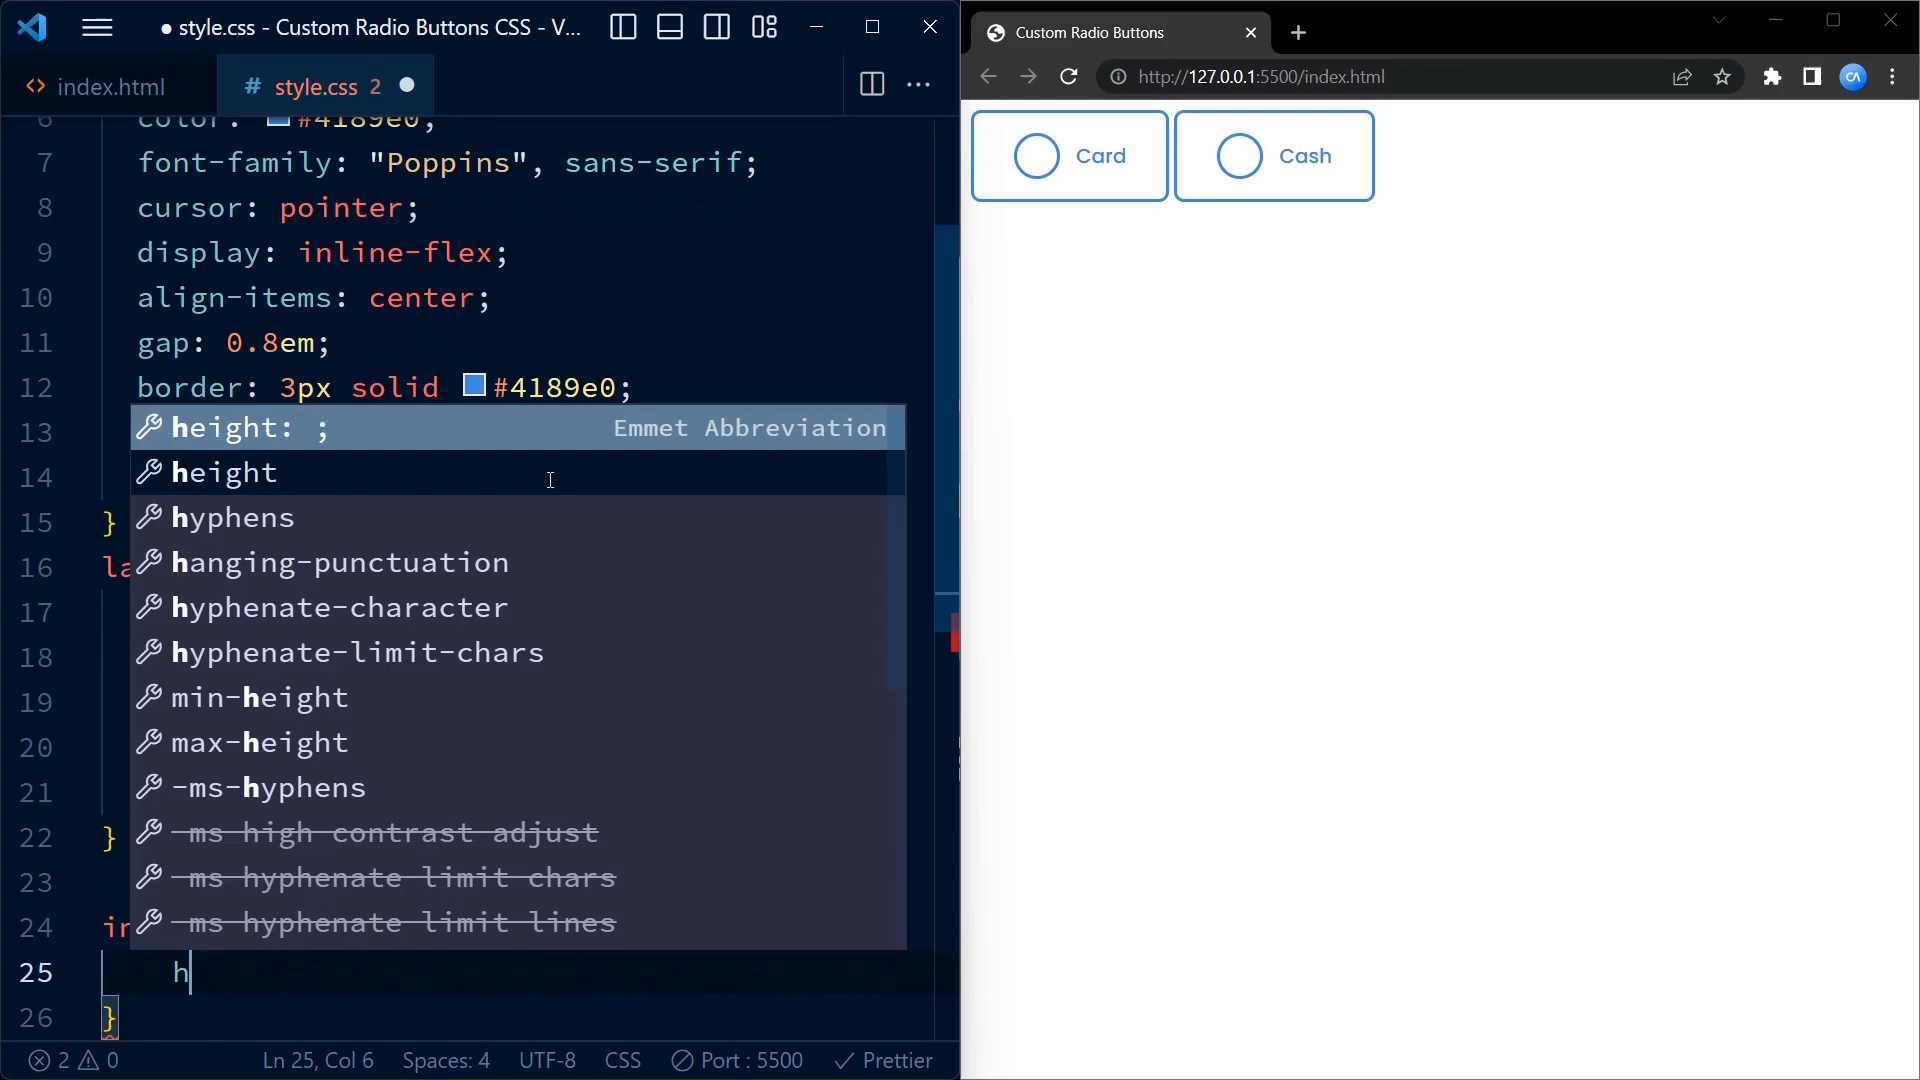 ● style.css - Custom Radio Buttons CSS - V...
<> index.html
# style.css 2 ●
6 color: #4189e0;
7 font-family: "Poppins", sans-serif;
8 cursor: pointer;
9 display: inline-flex;
10 align-items: center;
11 gap: 0.8em;
12 border: 3px solid #4189e0;
13
14
15 }
16 la
17
18
19
20
21
22 }
23
24 in
25 h
26 }
height: ; Emmet Abbreviation
height
hyphens
hanging-punctuation
hyphenate-character
hyphenate-limit-chars
min-height
max-height
-ms-hyphens
-ms-high-contrast-adjust
-ms-hyphenate-limit-chars
-ms-hyphenate-limit-lines
2 0 Ln 25, Col 6 Spaces: 4 UTF-8 CSS Port : 5500 Prettier
Custom Radio Buttons
http://127.0.0.1:5500/index.html
CA
Card
Cash